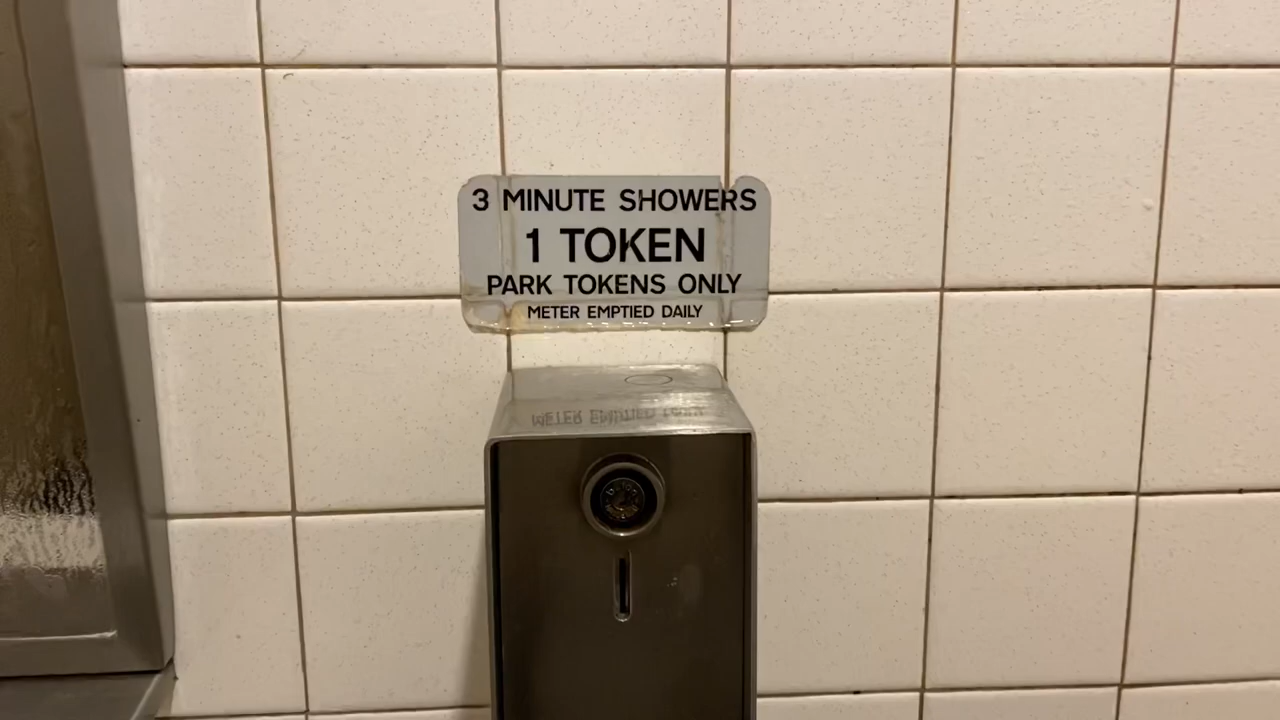 3 MINUTE SHOWERS
1 TOKEN
PARK TOKENS ONLY
METER EMPTIED DAILY